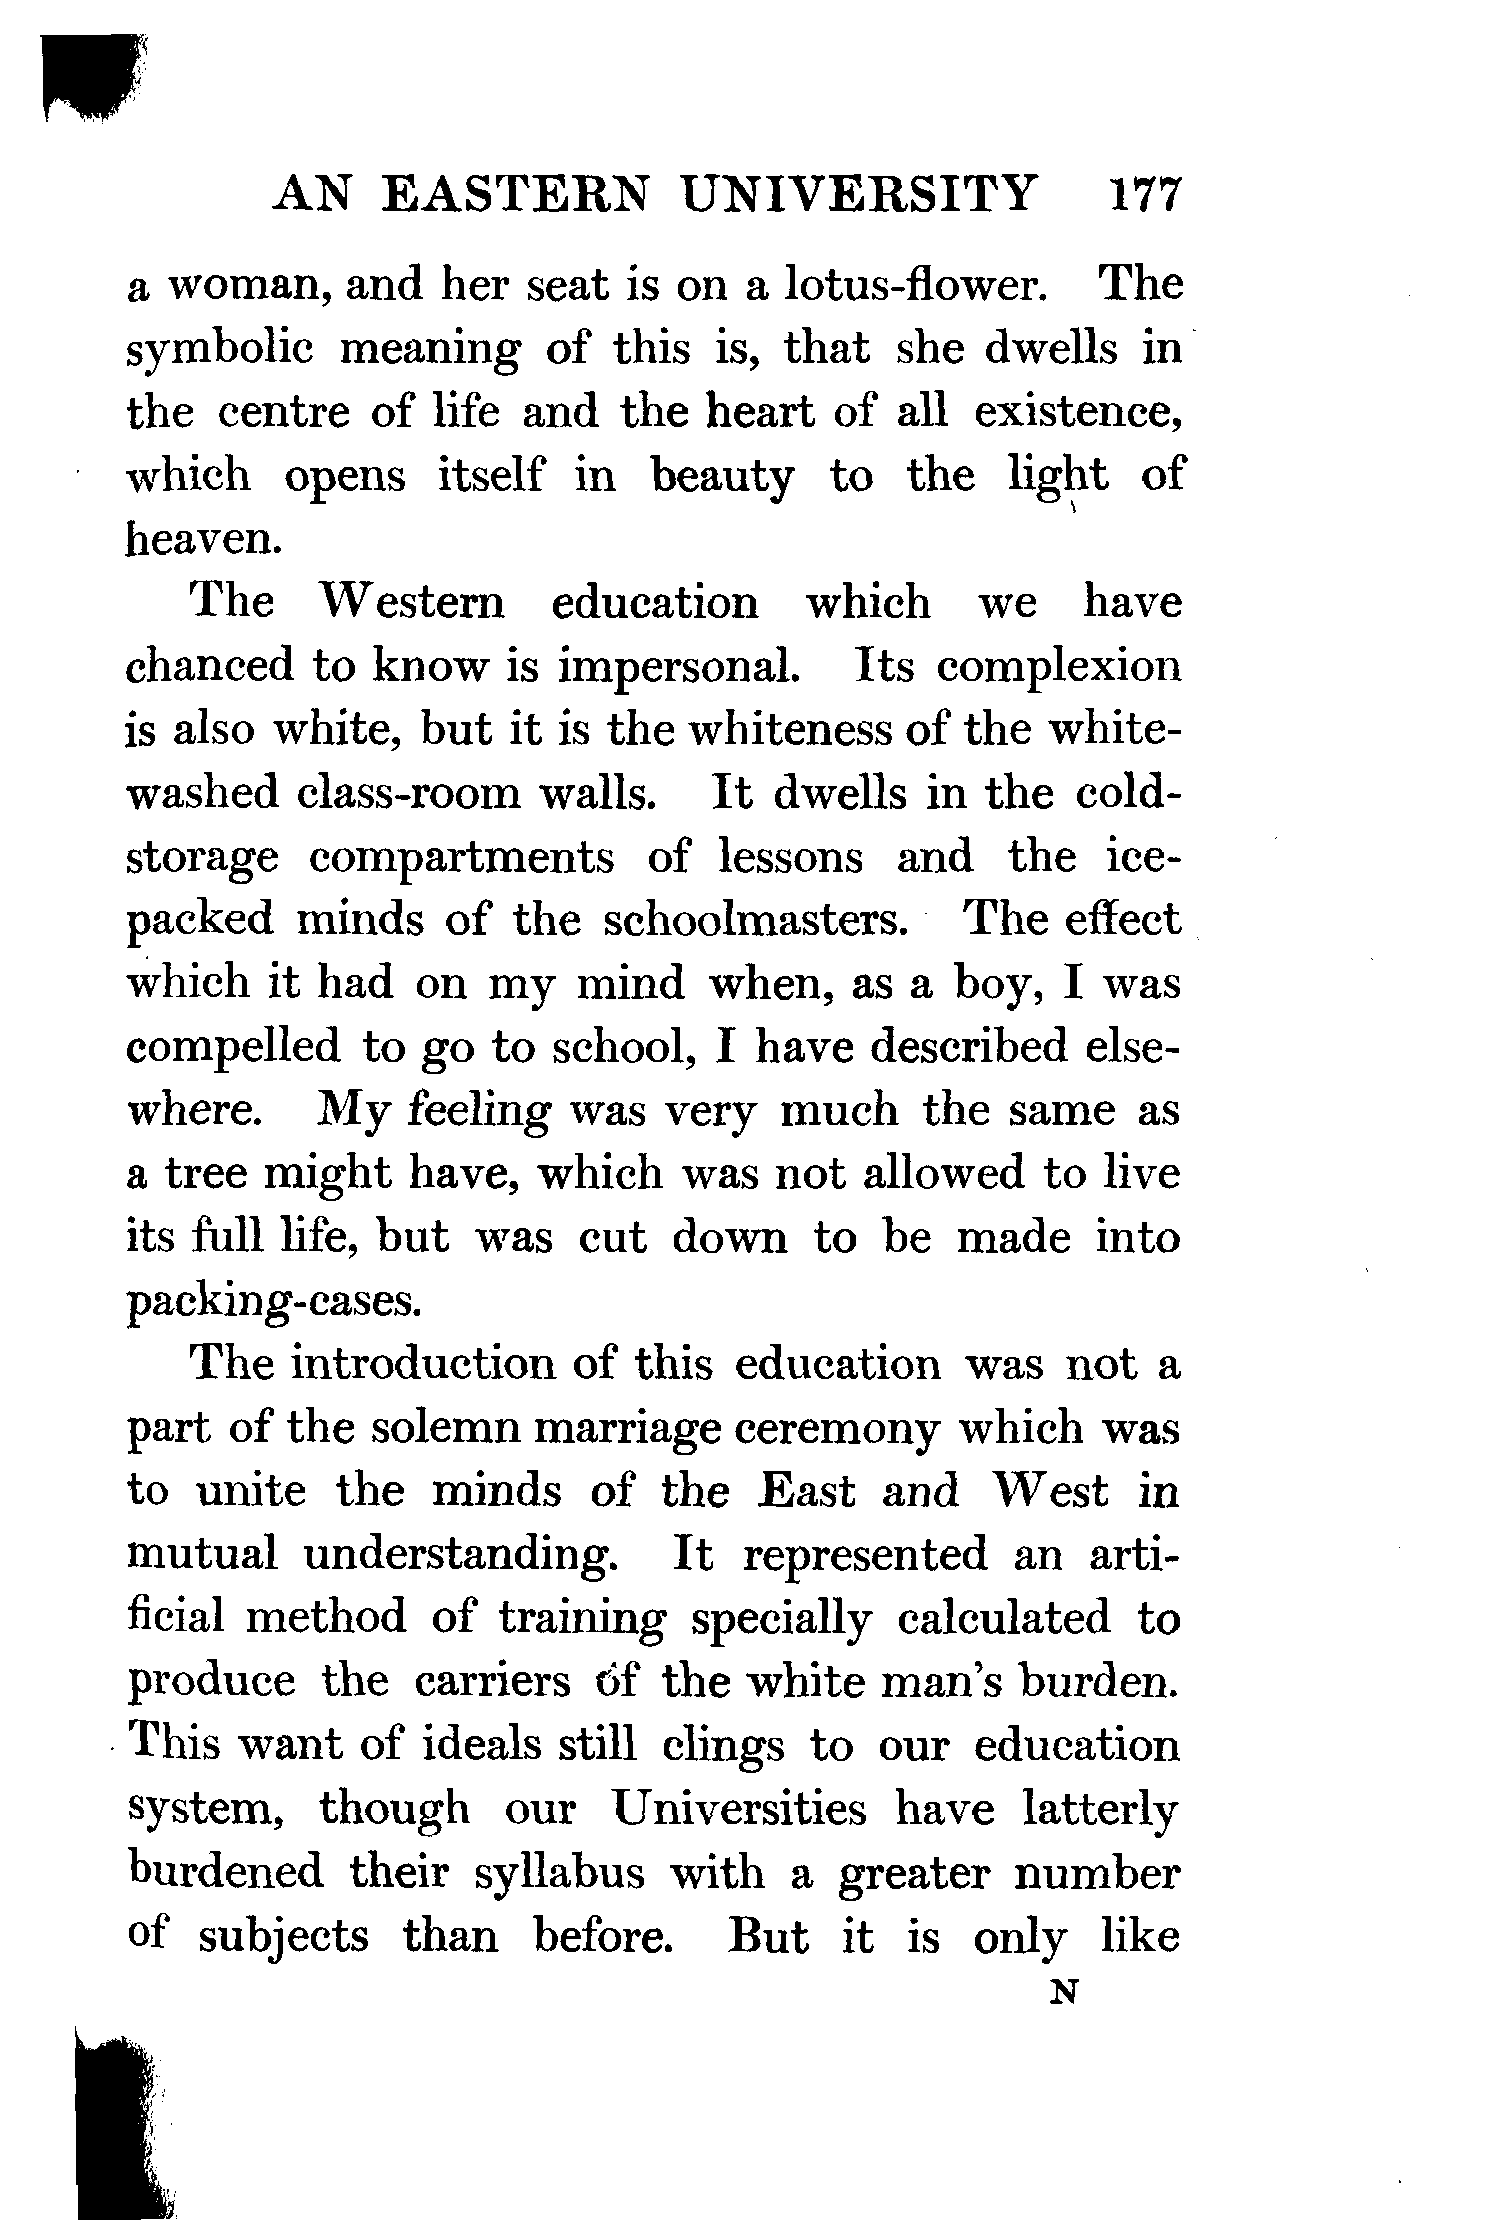 AN EASTERN UNIVERSITY 177
a woman, and her seat is on a lotus-flower. The
symbolic meaning of this is, that she dwells in
the centre of life and the heart of all existence,
which opens itself in beauty to the light of
heaven.
The Western education which we have
chanced to know is impersonal. Its complexion
is also white, but it is the whiteness of the white-
washed class-room walls. It dwells in the cold-
storage compartments of lessons and the ice-
packed minds of the schoolmasters. The effect
which it had on my mind when, as a boy, I was
compelled to go to school, I have described else-
where. My feeling was very much the same as
a tree might have, which was not allowed to live
its full life, but was cut down to be made into
packing-cases.
The introduction of this education was not a
part of the solemn marriage ceremony which was
to unite the minds of the East and West in
mutual understanding. It represented an arti-
ficial method of training specially calculated to
produce the carriers of the white man's burden.
This want of ideals still clings to our education
system, though our Universities have latterly
burdened their syllabus with a greater number
of subjects than before. But it is only like
N